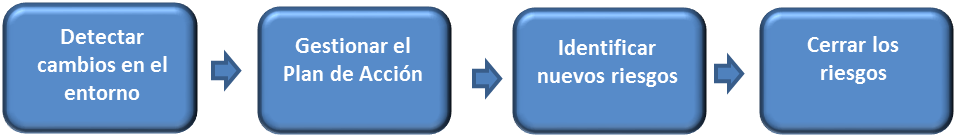 Detectar
cambios en el
entorno
Gestionar el
Plan de Acción
Identificar
nuevos riesgos
Cerrar los
riesgos